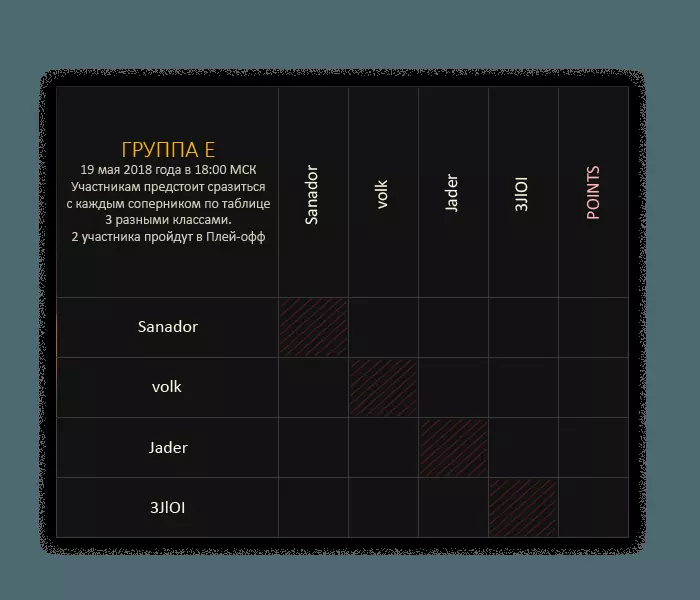 ГРУППА Е
19 мая 2018 года в 18:00 МСК
Участникам предстоит сразиться
с каждым соперником по таблице
3 разными классами.
2 участника пройдут в Плей-офф
Sanador
volk
Jader
3JIOI
POINTS
Sanador
volk
Jader
3JIOI